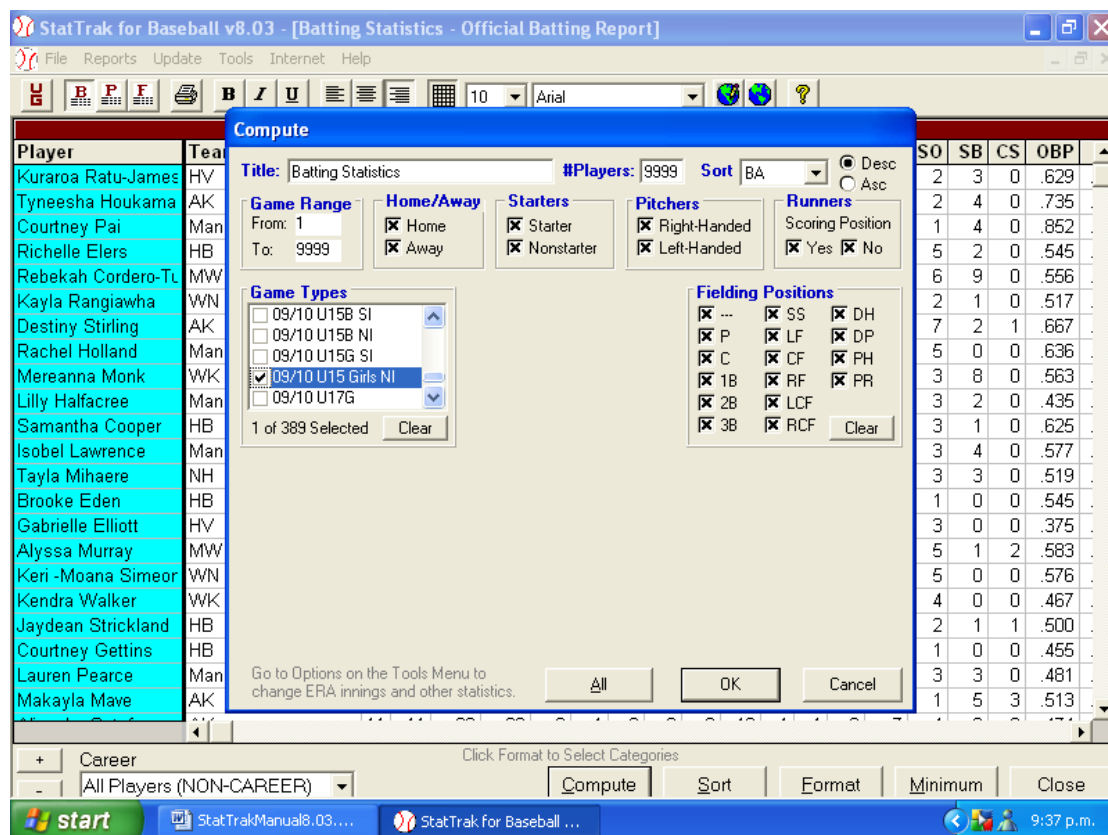 StatTrak for Baseball v8.03 - [Batting Statistics - Official Batting Report]
File Reports Update Tools Internet Help
B P F B I U 10 Arial ?
Compute
Title: Batting Statistics #Players: 9999 Sort BA Desc
Asc
Game Range Home/Away Starters Pitchers Runners
From: 1 Home Starter Right-Handed Scoring Position
To: 9999 Away Nonstarter Left-Handed Yes No
Game Types
09/10 U15B SI
09/10 U15B NI
09/10 U15G SI
09/10 U15 Girls NI
09/10 U17G
1 of 389 Selected Clear
Fielding Positions
--- SS DH
P LF DP
C CF PH
1B RF PR
2B LCF
3B RCF Clear
Go to Options on the Tools Menu to
change ERA innings and other statistics.
All OK Cancel
Player SO SB CS OBP
Kuraroa Ratu-James HV 2 3 0 .629
Tyneesha Houkama AK 2 4 0 .735
Courtney Pai Man 1 4 0 .852
Richelle Elers HB 5 2 0 .545
Rebekah MW 6 9 0 .556
Kayla Rangiawha WN 2 1 0 .517
Destiny Stirling AK 7 2 1 .667
Rachel Holland Man 5 0 0 .636
Mereanna Monk WK 3 8 0 .563
Lilly Halfacree Man 3 2 0 .435
Samantha Cooper HB 3 1 0 .625
Isobel Lawrence Man 3 4 0 .577
Tayla Mihaere NH 3 3 0 .519
Brooke Eden HB 1 0 0 .545
Gabrielle Elliott HV 3 0 0 .375
Alyssa Murray MW 5 1 2 .583
Keri -Moana Simeor WN 5 0 0 .576
Kendra Walker WK 4 0 0 .467
Jaydean Strickland HB 2 1 1 .500
Courtney Gettins HB 1 0 0 .455
Lauren Pearce Man 3 3 0 .481
Makayla Mave AK 1 5 3 .513
+ Career Click Format to Select Categories
- All Players (NON-CAREER) Compute Sort Format Minimum Close
start StatTrakManual8.03.... StatTrak for Baseball ... 9:37 p.m.